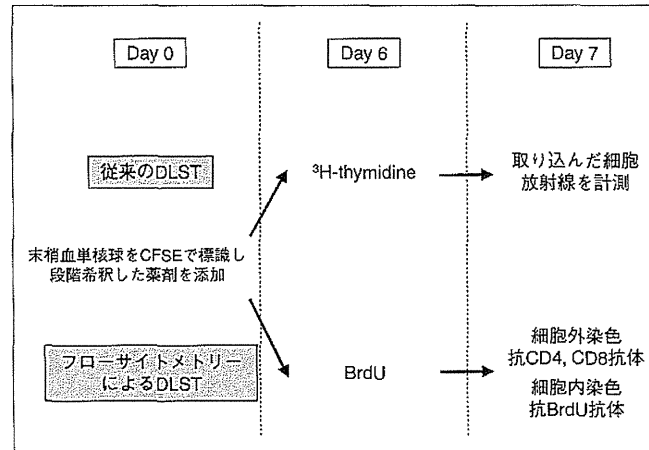 Day 0
Day 6
Day 7
従来のDLST
³H-thymidine
取り込んだ細胞
放射線を計測
末梢血単核球をCFSEで標識し
段階希釈した薬剤を添加
フローサイトメトリー
によるDLST
BrdU
細胞外染色
抗CD4, CD8抗体
細胞内染色
抗BrdU抗体